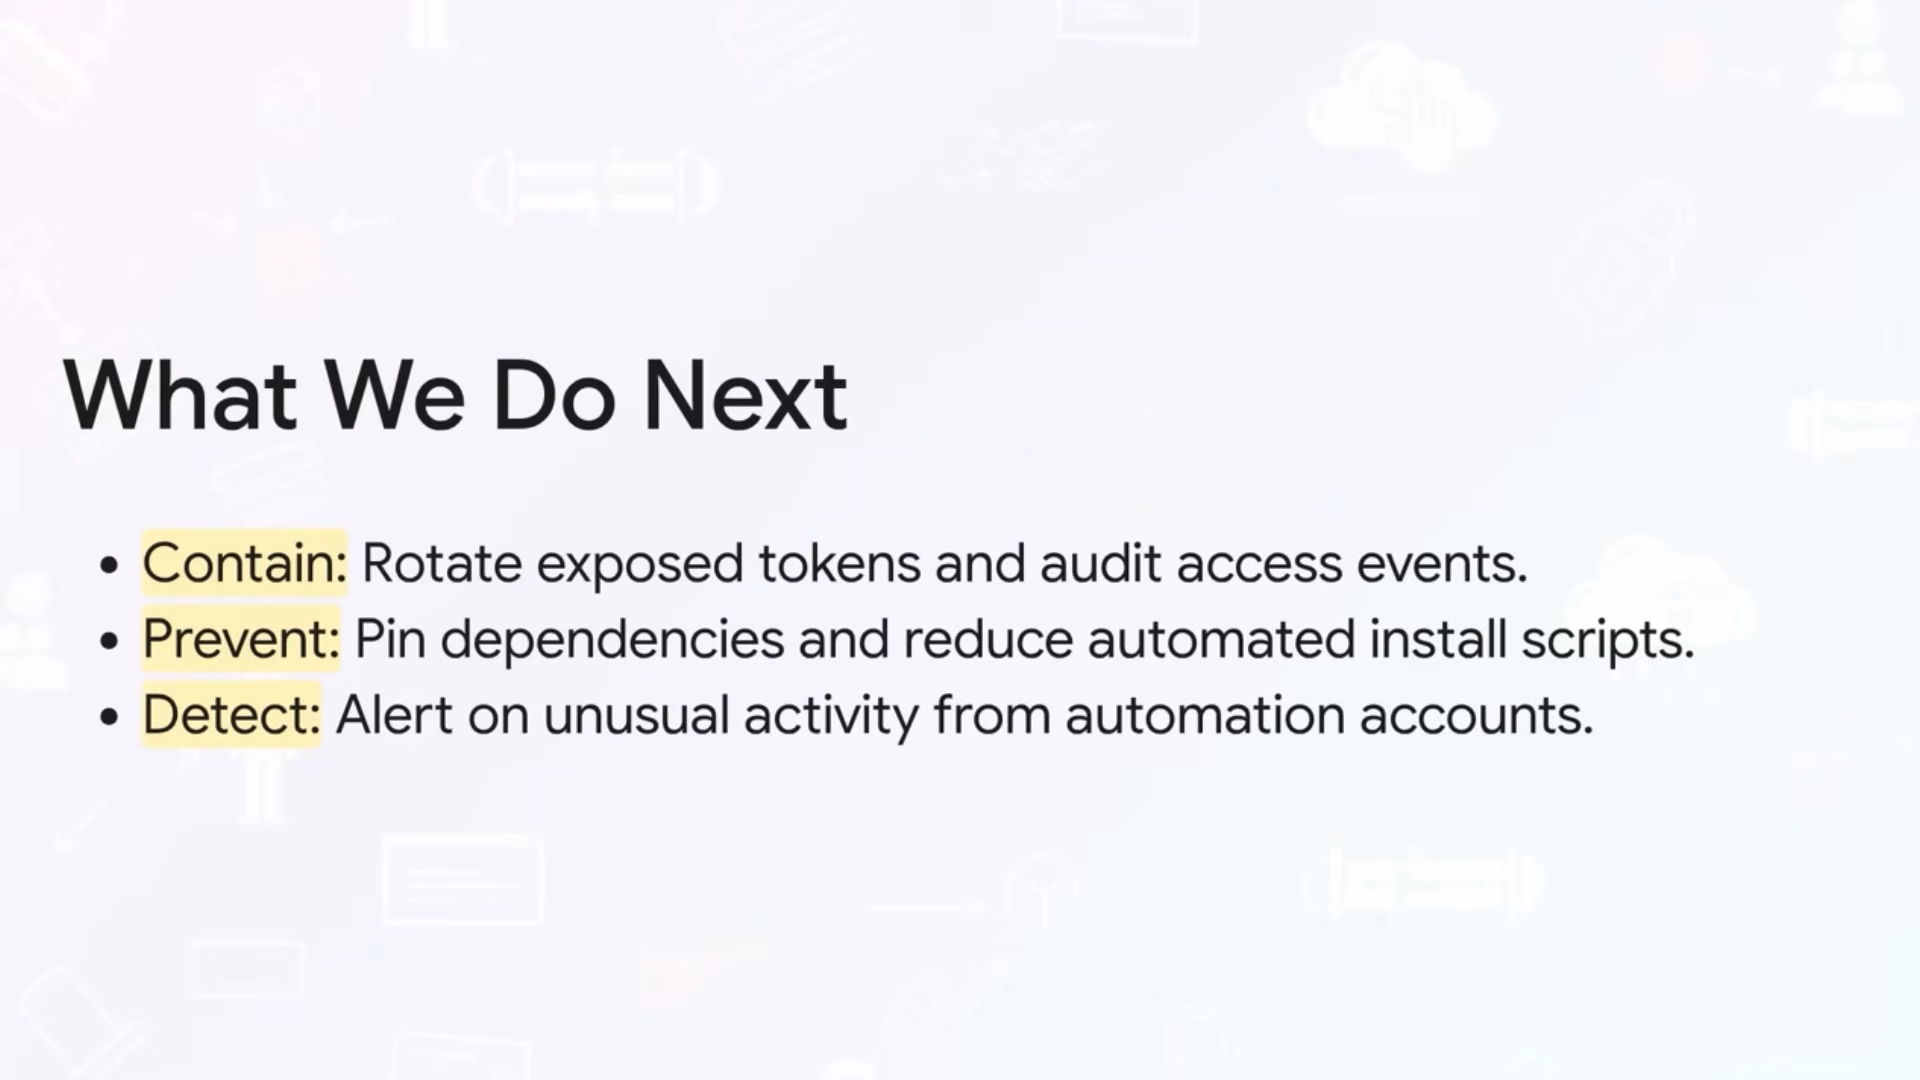 What We Do Next
• Contain: Rotate exposed tokens and audit access events.
• Prevent: Pin dependencies and reduce automated install scripts.
• Detect: Alert on unusual activity from automation accounts.